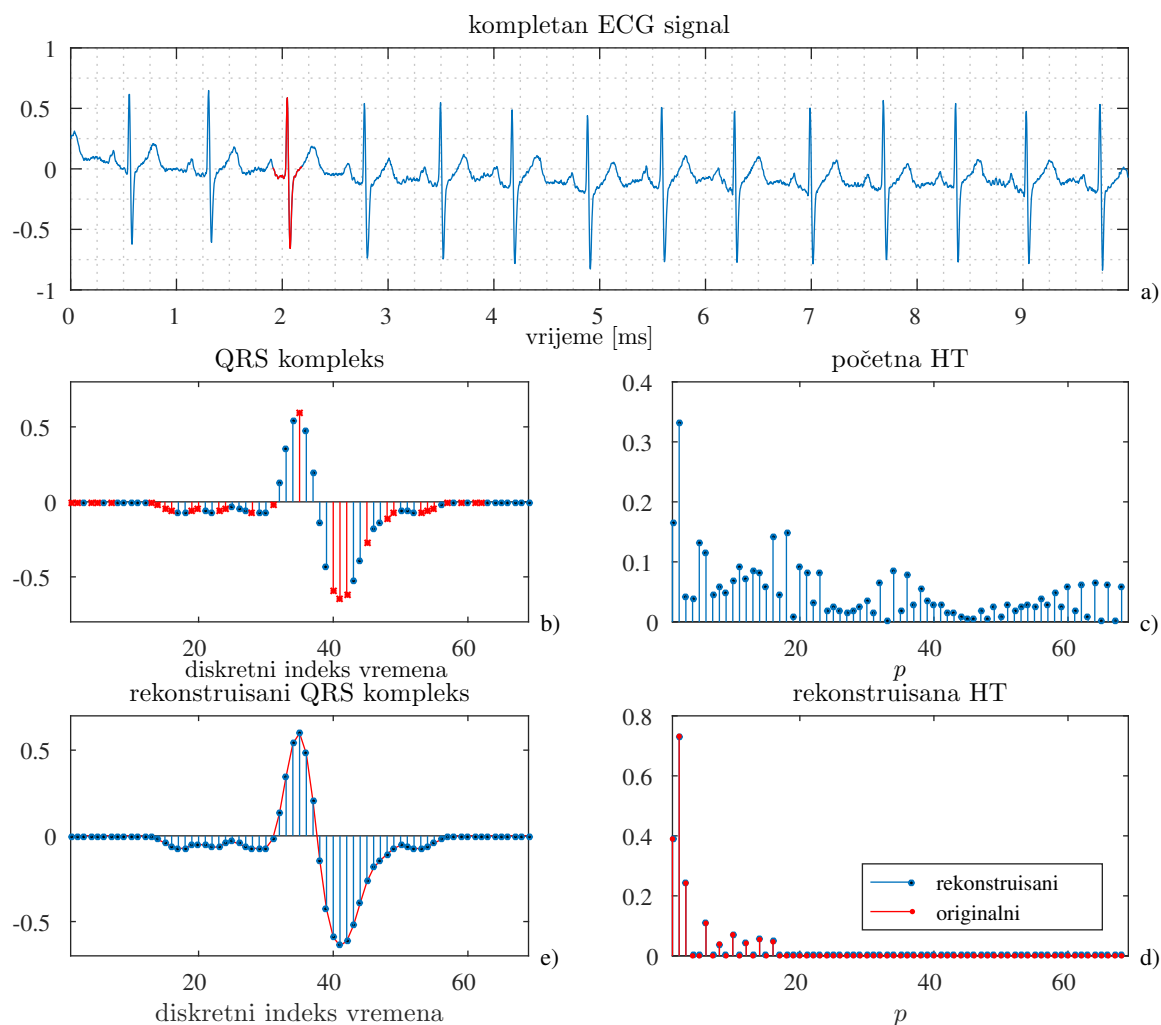 kompletan ECG signal
1
0.5
0
-0.5
-1
0 1 2 3 4 5 6 7 8 9
vrijeme [ms]
a)
QRS kompleks
0.5
0
-0.5
20 40 60
diskretni indeks vremena
b)
početna HT
0.4
0.3
0.2
0.1
0
20 40 60
p
c)
rekonstruisani QRS kompleks
0.5
0
-0.5
20 40 60
diskretni indeks vremena
e)
rekonstruisana HT
0.8
0.6
0.4
0.2
0
rekonstruisani
originalni
20 40 60
p
d)